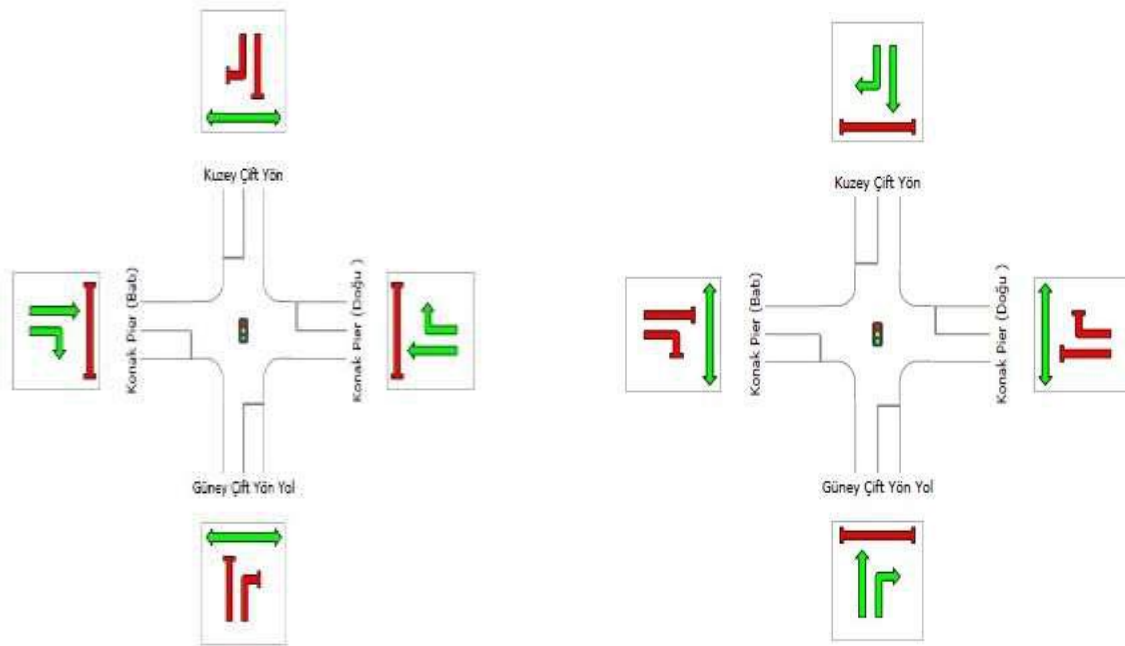 Kuzey Çift Yön
Konak Pier (Batı)
Konak Pier (Doğu )
Güney Çift Yön Yol
Kuzey Çift Yön
Konak Pier (Batı)
Konak Pier (Doğu )
Güney Çift Yön Yol